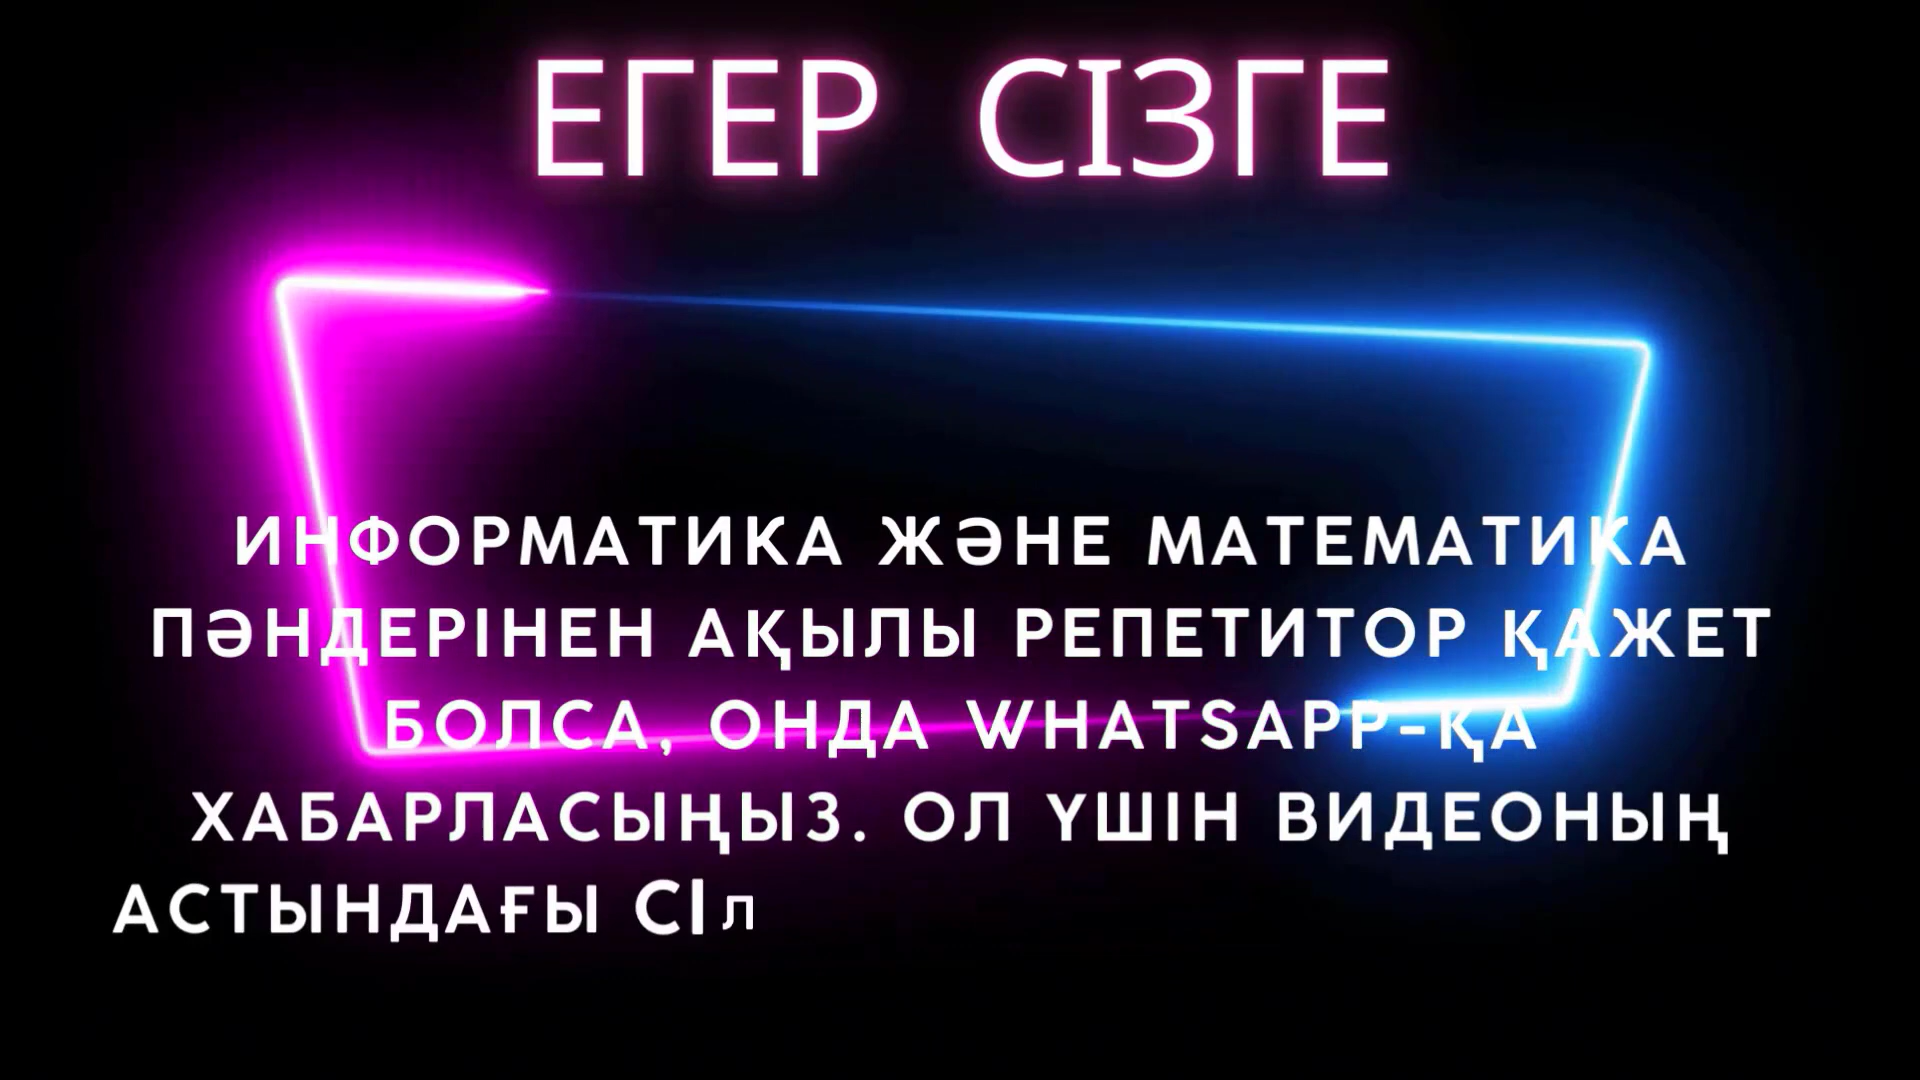 ЕГЕР СІЗГЕ
ИНФОРМАТИКА ЖӘНЕ МАТЕМАТИКА
ПӘНДЕРІНЕН АҚЫЛЫ РЕПЕТИТОР ҚАЖЕТ
БОЛСА, ОНДА WHATSAPP-ҚА
ХАБАРЛАСЫҢЫЗ. ОЛ ҮШІН ВИДЕОНЫҢ
АСТЫНДАҒЫ СІЛ